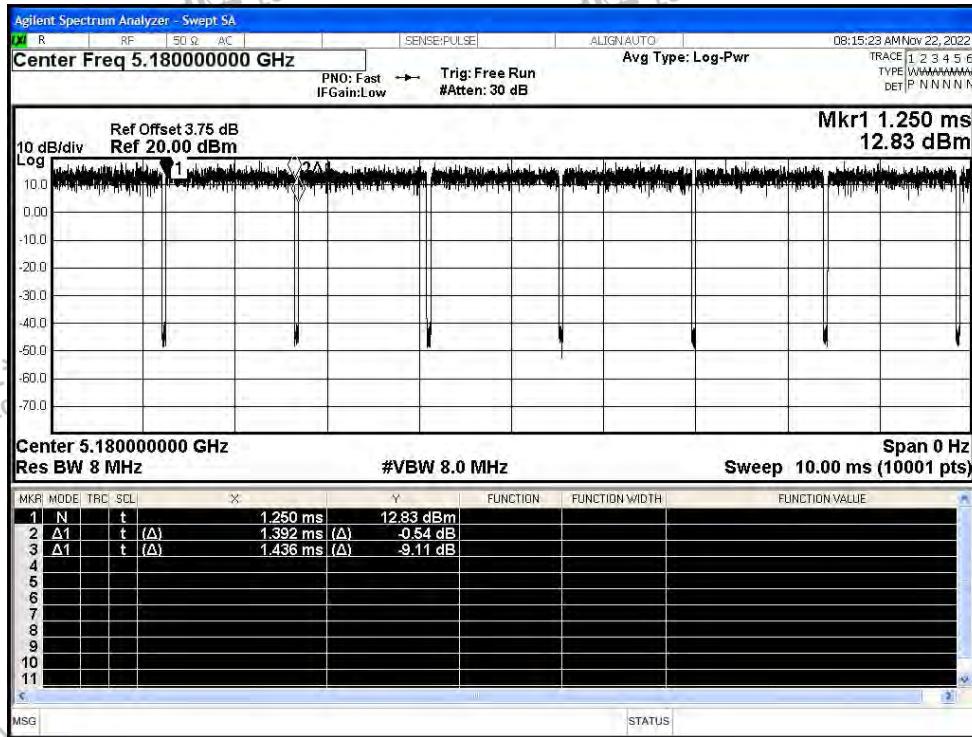 Agilent Spectrum Analyzer - Swept SA
LXI R RF 50 Ω AC SENSE:PULSE ALIGN AUTO 08:15:23 AM Nov 22, 2022
Center Freq 5.180000000 GHz Avg Type: Log-Pwr TRACE 1 2 3 4 5 6
PNO: Fast Trig: Free Run TYPE
IFGain:Low #Atten: 30 dB DET P N N N N N
Mkr1 1.250 ms
Ref Offset 3.75 dB
10 dB/div Ref 20.00 dBm 12.83 dBm
Log
1 2Δ1
10.0
0.00
-10.0
-20.0
-30.0
-40.0
-50.0
-60.0
-70.0
Center 5.180000000 GHz Span 0 Hz
Res BW 8 MHz #VBW 8.0 MHz Sweep 10.00 ms (10001 pts)
MKR MODE TRC SCL X Y FUNCTION FUNCTION WIDTH FUNCTION VALUE
1 N t 1.250 ms 12.83 dBm
2 Δ1 t (Δ) 1.392 ms (Δ) -0.54 dB
3 Δ1 t (Δ) 1.436 ms (Δ) -9.11 dB
4
5
6
7
8
9
10
11
MSG STATUS